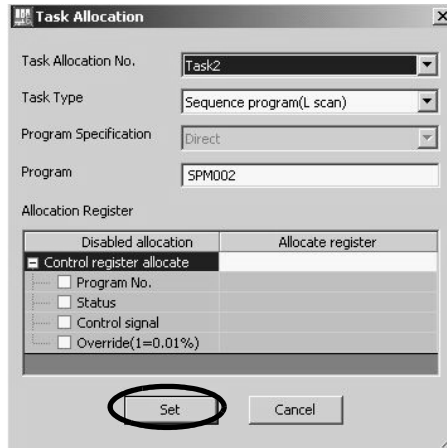 Task Allocation
Task Allocation No. Task2
Task Type Sequence program(L scan)
Program Specification Direct
Program SPM002
Allocation Register
Disabled allocation Allocate register
Control register allocate
Program No.
Status
Control signal
Override(1=0.01%)
Set Cancel